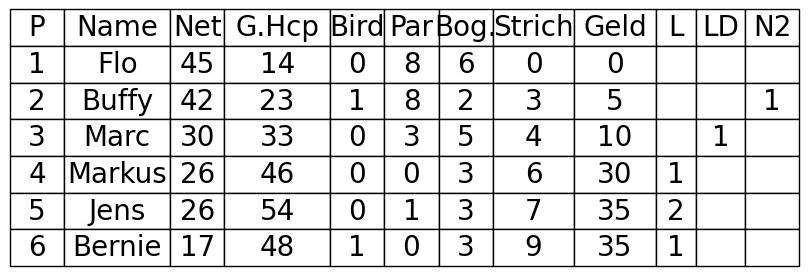 P Name Net G.Hcp Bird Par Bog. Strich Geld L LD N2
1 Flo 45 14 0 8 6 0 0
2 Buffy 42 23 1 8 2 3 5 1
3 Marc 30 33 0 3 5 4 10 1
4 Markus 26 46 0 0 3 6 30 1
5 Jens 26 54 0 1 3 7 35 2
6 Bernie 17 48 1 0 3 9 35 1